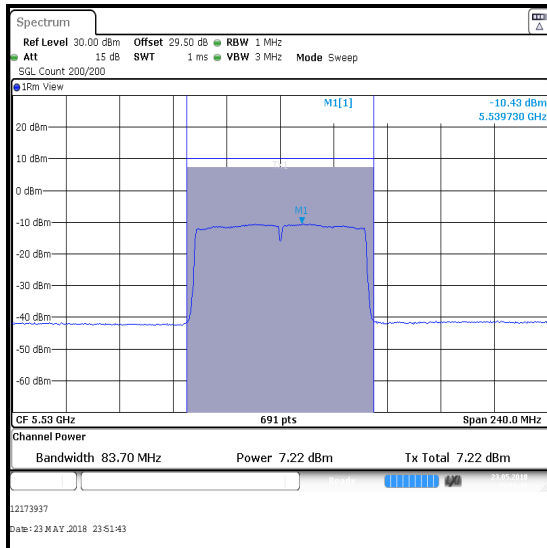 Spectrum
Ref Level 30.00 dBm Offset 29.50 dB RBW 1 MHz
Att 15 dB SWT 1 ms VBW 3 MHz Mode Sweep
SGL Count 200/200
1Rm View
M1[1] -10.43 dBm
5.539730 GHz
20 dBm
10 dBm
0 dBm
M1
-10 dBm
-20 dBm
-30 dBm
-40 dBm
-50 dBm
-60 dBm
CF 5.53 GHz 691 pts Span 240.0 MHz
Channel Power
Bandwidth 83.70 MHz Power 7.22 dBm Tx Total 7.22 dBm
Ready 23.05.2018
12173937
Date: 23 MAY .2018 23:51:43